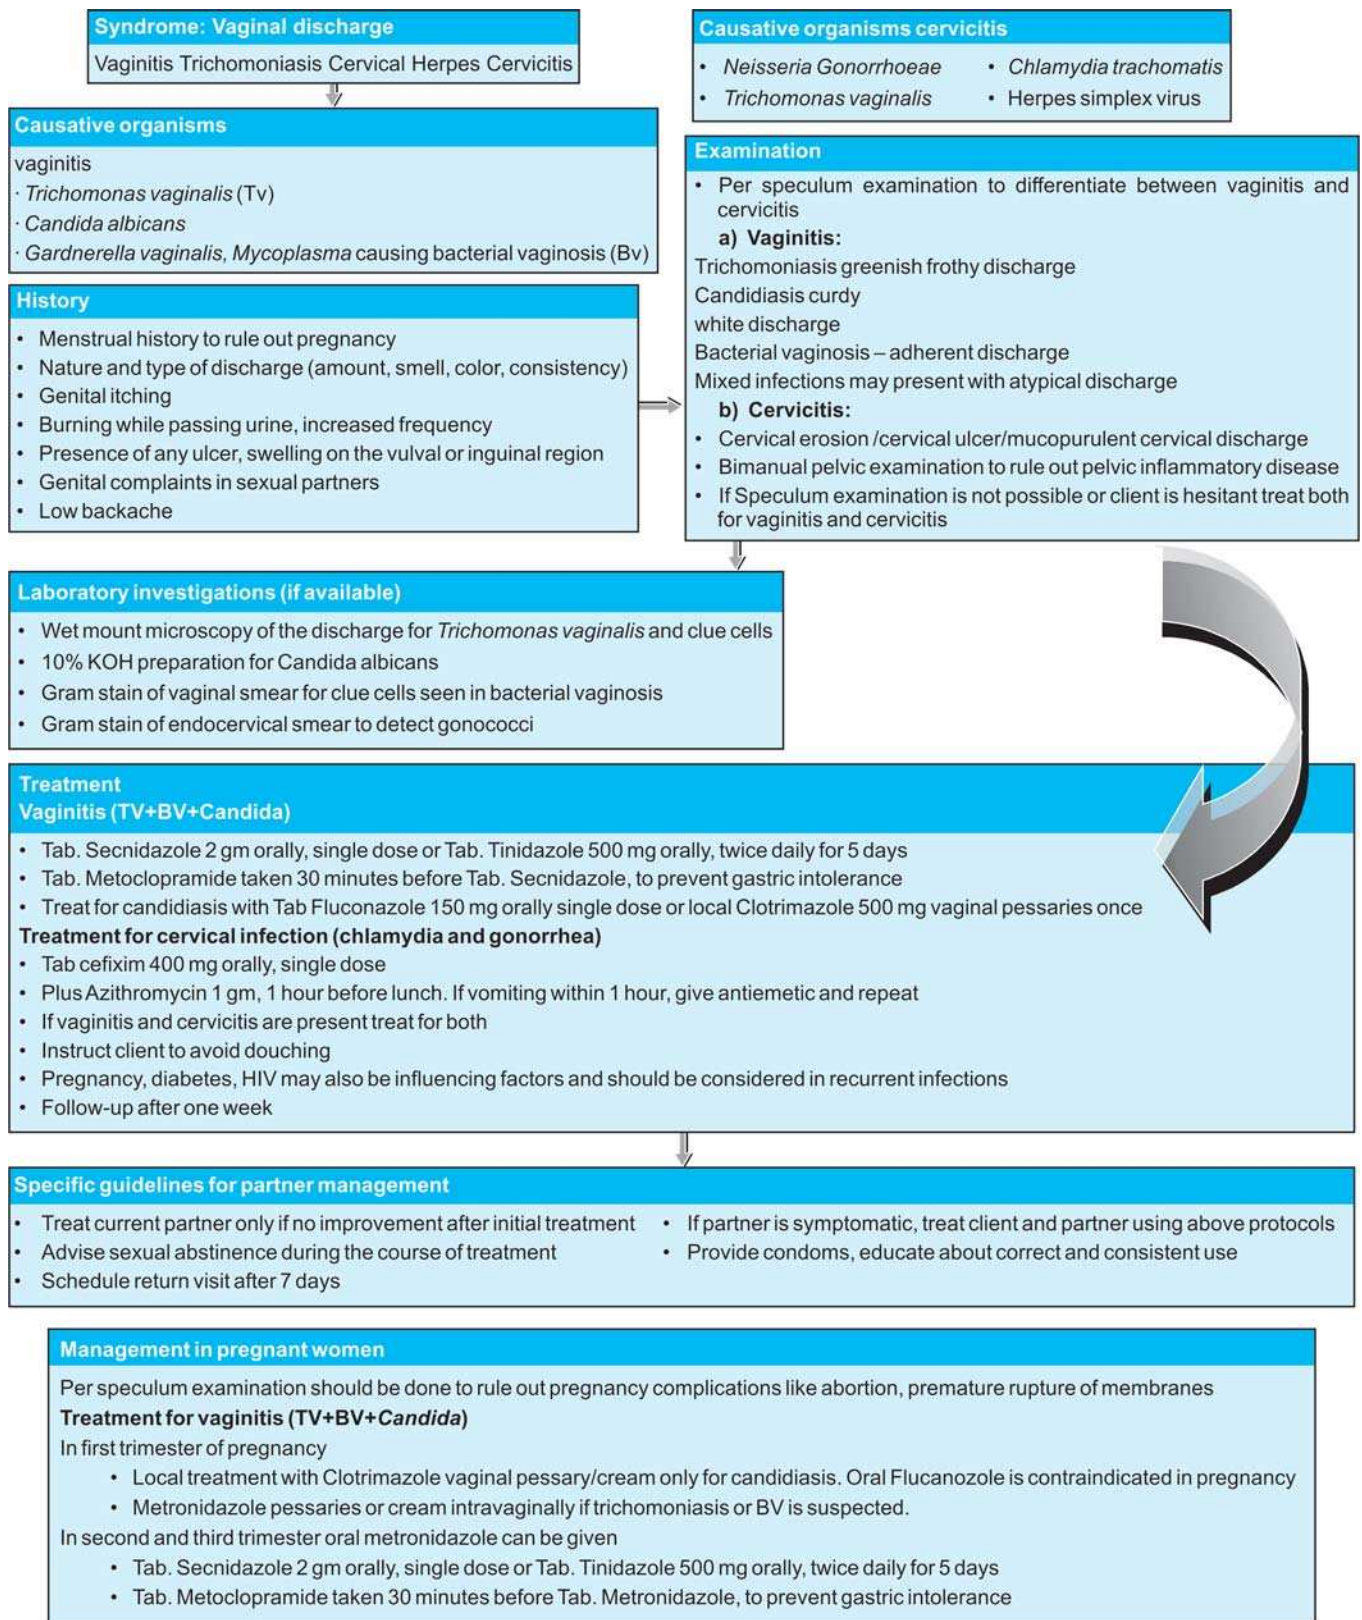 Syndrome: Vaginal discharge
Vaginitis Trichomoniasis Cervical Herpes Cervicitis
Causative organisms
vaginitis
· Trichomonas vaginalis (Tv)
· Candida albicans
· Gardnerella vaginalis, Mycoplasma causing bacterial vaginosis (Bv)
History
• Menstrual history to rule out pregnancy
• Nature and type of discharge (amount, smell, color, consistency)
• Genital itching
• Burning while passing urine, increased frequency
• Presence of any ulcer, swelling on the vulval or inguinal region
• Genital complaints in sexual partners
• Low backache
Causative organisms cervicitis
• Neisseria Gonorrhoeae • Chlamydia trachomatis
• Trichomonas vaginalis • Herpes simplex virus
Examination
• Per speculum examination to differentiate between vaginitis and
cervicitis
a) Vaginitis:
Trichomoniasis greenish frothy discharge
Candidiasis curdy
white discharge
Bacterial vaginosis – adherent discharge
Mixed infections may present with atypical discharge
b) Cervicitis:
• Cervical erosion /cervical ulcer/mucopurulent cervical discharge
• Bimanual pelvic examination to rule out pelvic inflammatory disease
• If Speculum examination is not possible or client is hesitant treat both
for vaginitis and cervicitis
Laboratory investigations (if available)
• Wet mount microscopy of the discharge for Trichomonas vaginalis and clue cells
• 10% KOH preparation for Candida albicans
• Gram stain of vaginal smear for clue cells seen in bacterial vaginosis
• Gram stain of endocervical smear to detect gonococci
Treatment
Vaginitis (TV+BV+Candida)
• Tab. Secnidazole 2 gm orally, single dose or Tab. Tinidazole 500 mg orally, twice daily for 5 days
• Tab. Metoclopramide taken 30 minutes before Tab. Secnidazole, to prevent gastric intolerance
• Treat for candidiasis with Tab Fluconazole 150 mg orally single dose or local Clotrimazole 500 mg vaginal pessaries once
Treatment for cervical infection (chlamydia and gonorrhea)
• Tab cefixim 400 mg orally, single dose
• Plus Azithromycin 1 gm, 1 hour before lunch. If vomiting within 1 hour, give antiemetic and repeat
• If vaginitis and cervicitis are present treat for both
• Instruct client to avoid douching
• Pregnancy, diabetes, HIV may also be influencing factors and should be considered in recurrent infections
• Follow-up after one week
Specific guidelines for partner management
• Treat current partner only if no improvement after initial treatment • If partner is symptomatic, treat client and partner using above protocols
• Advise sexual abstinence during the course of treatment • Provide condoms, educate about correct and consistent use
• Schedule return visit after 7 days
Management in pregnant women
Per speculum examination should be done to rule out pregnancy complications like abortion, premature rupture of membranes
Treatment for vaginitis (TV+BV+Candida)
In first trimester of pregnancy
• Local treatment with Clotrimazole vaginal pessary/cream only for candidiasis. Oral Flucanozole is contraindicated in pregnancy
• Metronidazole pessaries or cream intravaginally if trichomoniasis or BV is suspected.
In second and third trimester oral metronidazole can be given
• Tab. Secnidazole 2 gm orally, single dose or Tab. Tinidazole 500 mg orally, twice daily for 5 days
• Tab. Metoclopramide taken 30 minutes before Tab. Metronidazole, to prevent gastric intolerance